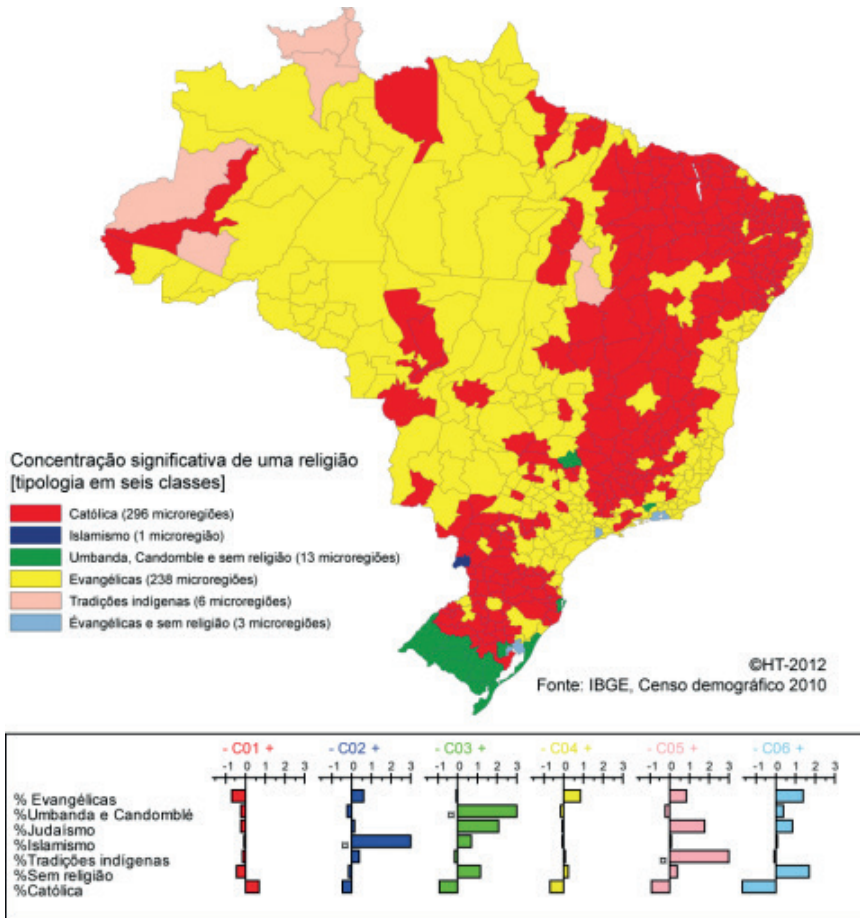 Concentração significativa de uma religião
[tipologia em seis classes]
Católica (296 microregiões)
Islamismo (1 microregião)
Umbanda, Candomble e sem religião (13 microregiões)
Evangélicas (238 microregiões)
Tradições indígenas (6 microregiões)
Évangélicas e sem religião (3 microregiões)
©HT-2012
Fonte: IBGE, Censo demográfico 2010
- C01 + - C02 + - C03 + - C04 + - C05 + - C06 +
-1 0 1 2 3 -1 0 1 2 3 -1 0 1 2 3 -1 0 1 2 3 -1 0 1 2 3 -1 0 1 2 3
% Evangélicas
%Umbanda e Candomblé
%Judaísmo
%Islamismo
%Tradições indígenas
%Sem religião
%Católica